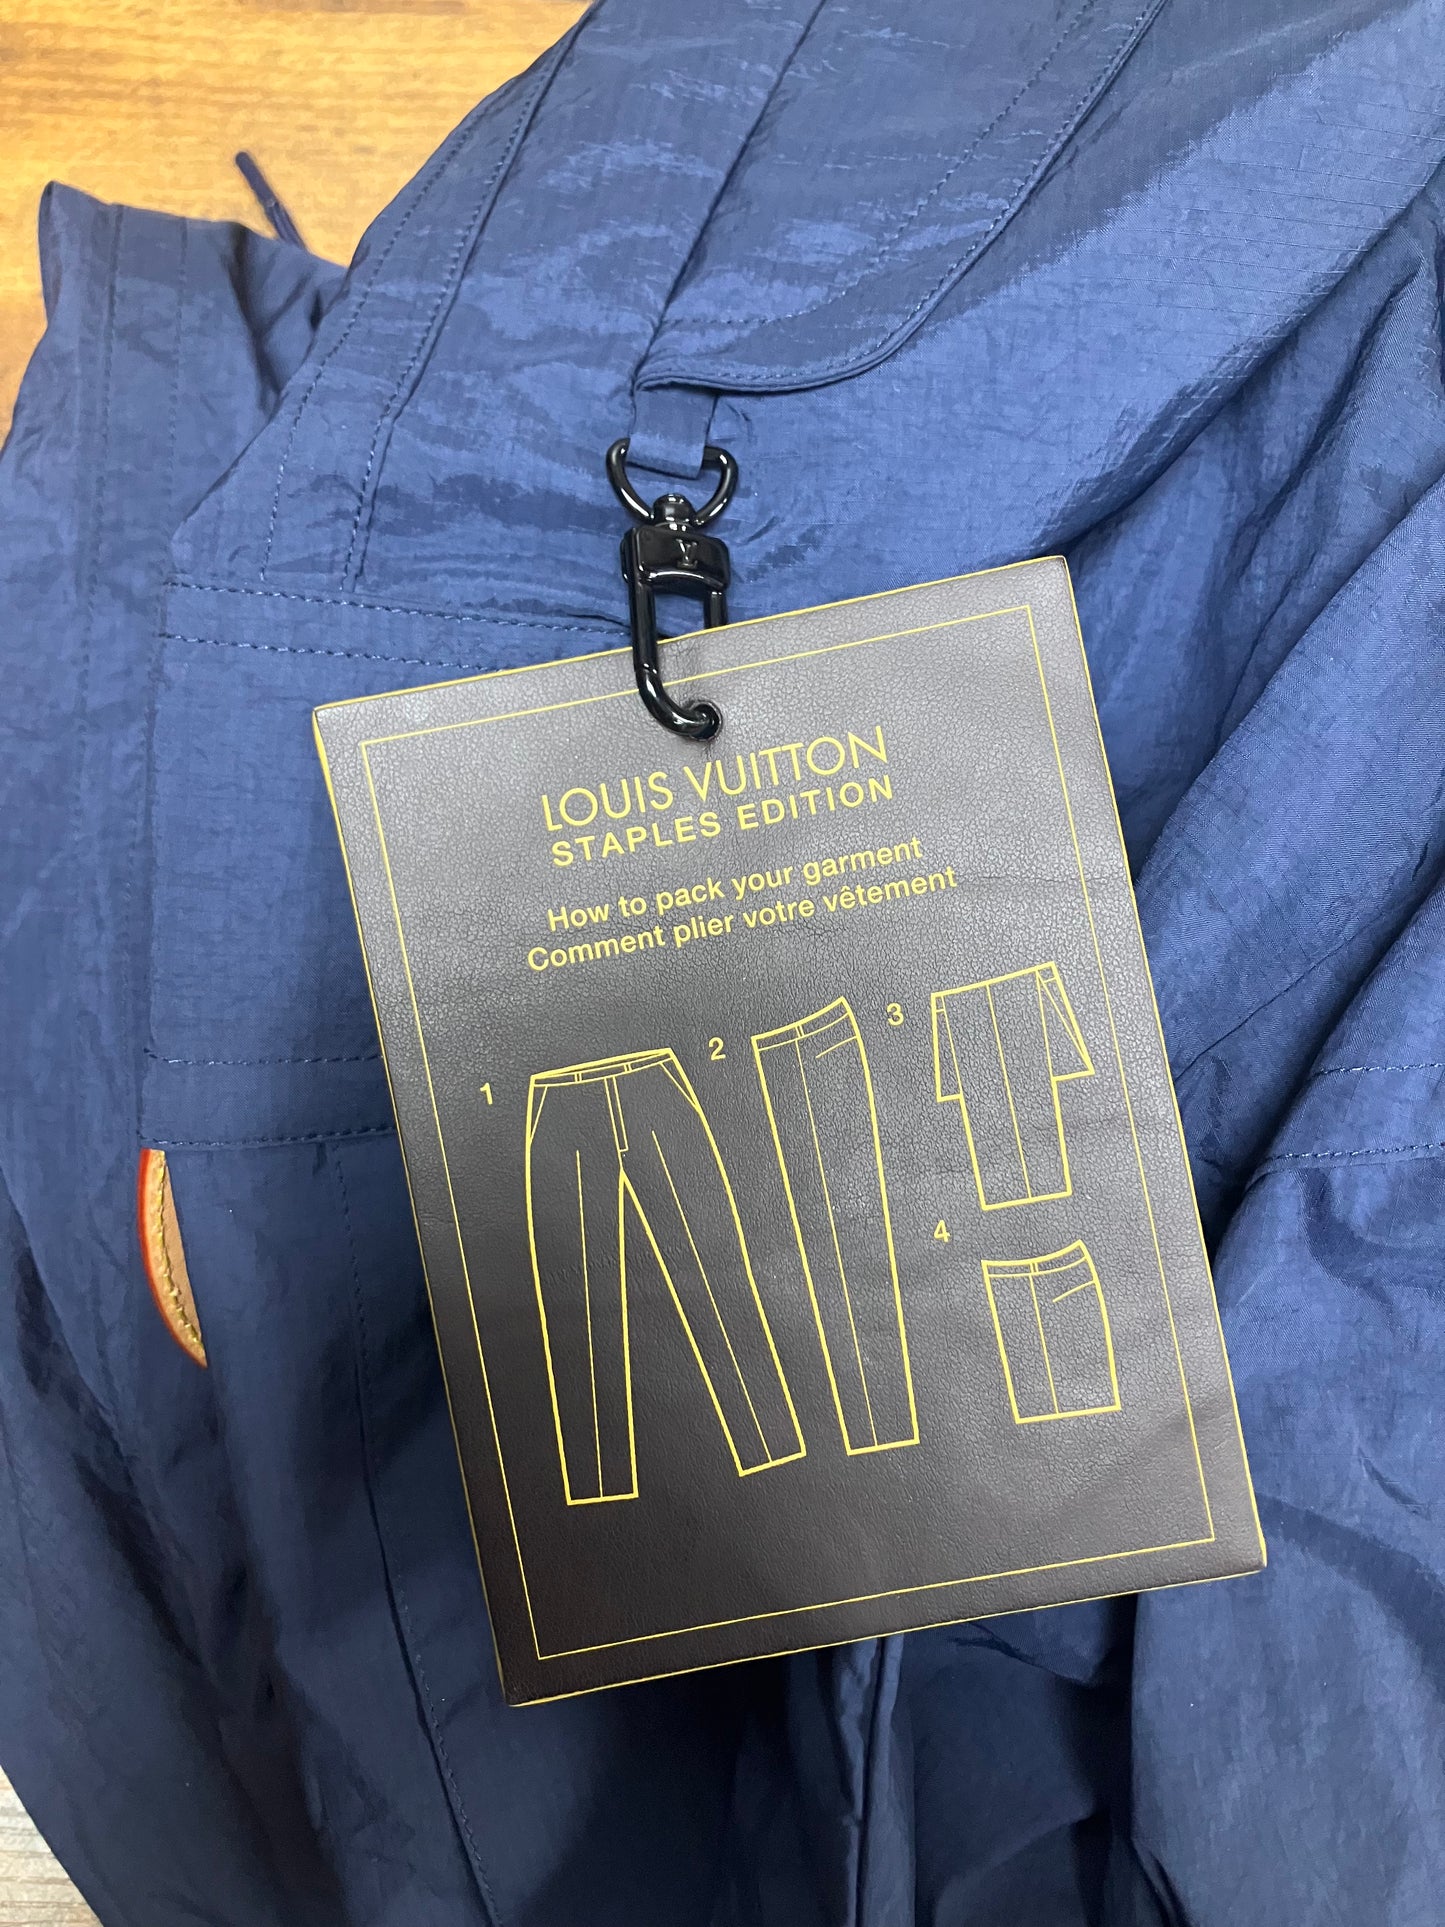 LOUIS VUITTON
STAPLES EDITION
How to pack your garment
Comment plier votre vêtement
1
2
3
4